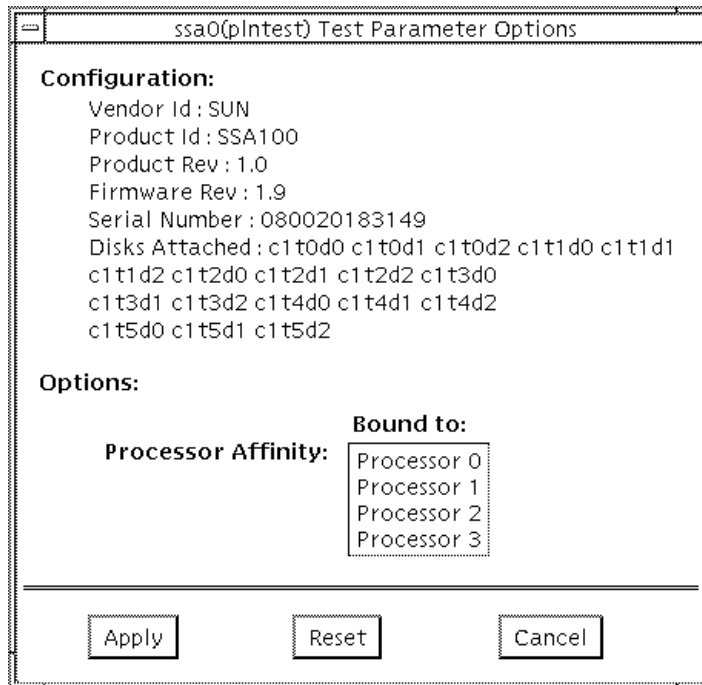 ssa0(plntest) Test Parameter Options
Configuration:
Vendor Id : SUN
Product Id : SSA100
Product Rev : 1.0
Firmware Rev : 1.9
Serial Number : 080020183149
Disks Attached : c1t0d0 c1t0d1 c1t0d2 c1t1d0 c1t1d1
c1t1d2 c1t2d0 c1t2d1 c1t2d2 c1t3d0
c1t3d1 c1t3d2 c1t4d0 c1t4d1 c1t4d2
c1t5d0 c1t5d1 c1t5d2
Options:
Bound to:
Processor Affinity:
Processor 0
Processor 1
Processor 2
Processor 3
Apply Reset Cancel